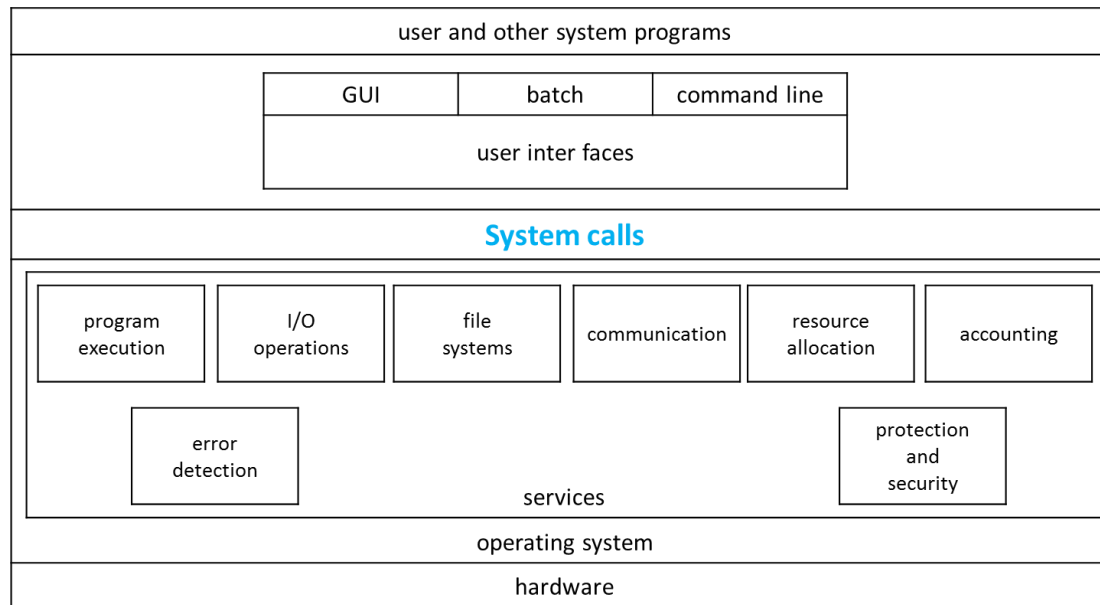 user and other system programs
GUI
batch
command line
user inter faces
System calls
program
execution
I/O
operations
file
systems
communication
resource
allocation
accounting
error
detection
protection
and
security
services
operating system
hardware